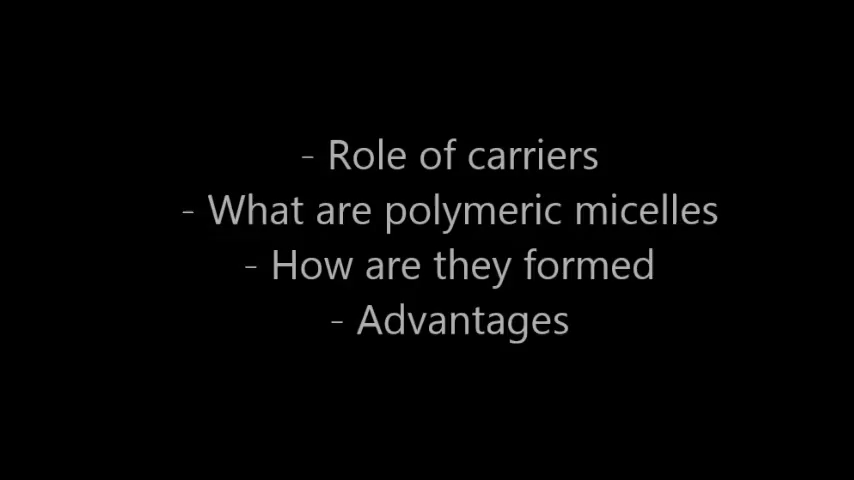 - Role of carriers
- What are polymeric micelles
- How are they formed
- Advantages